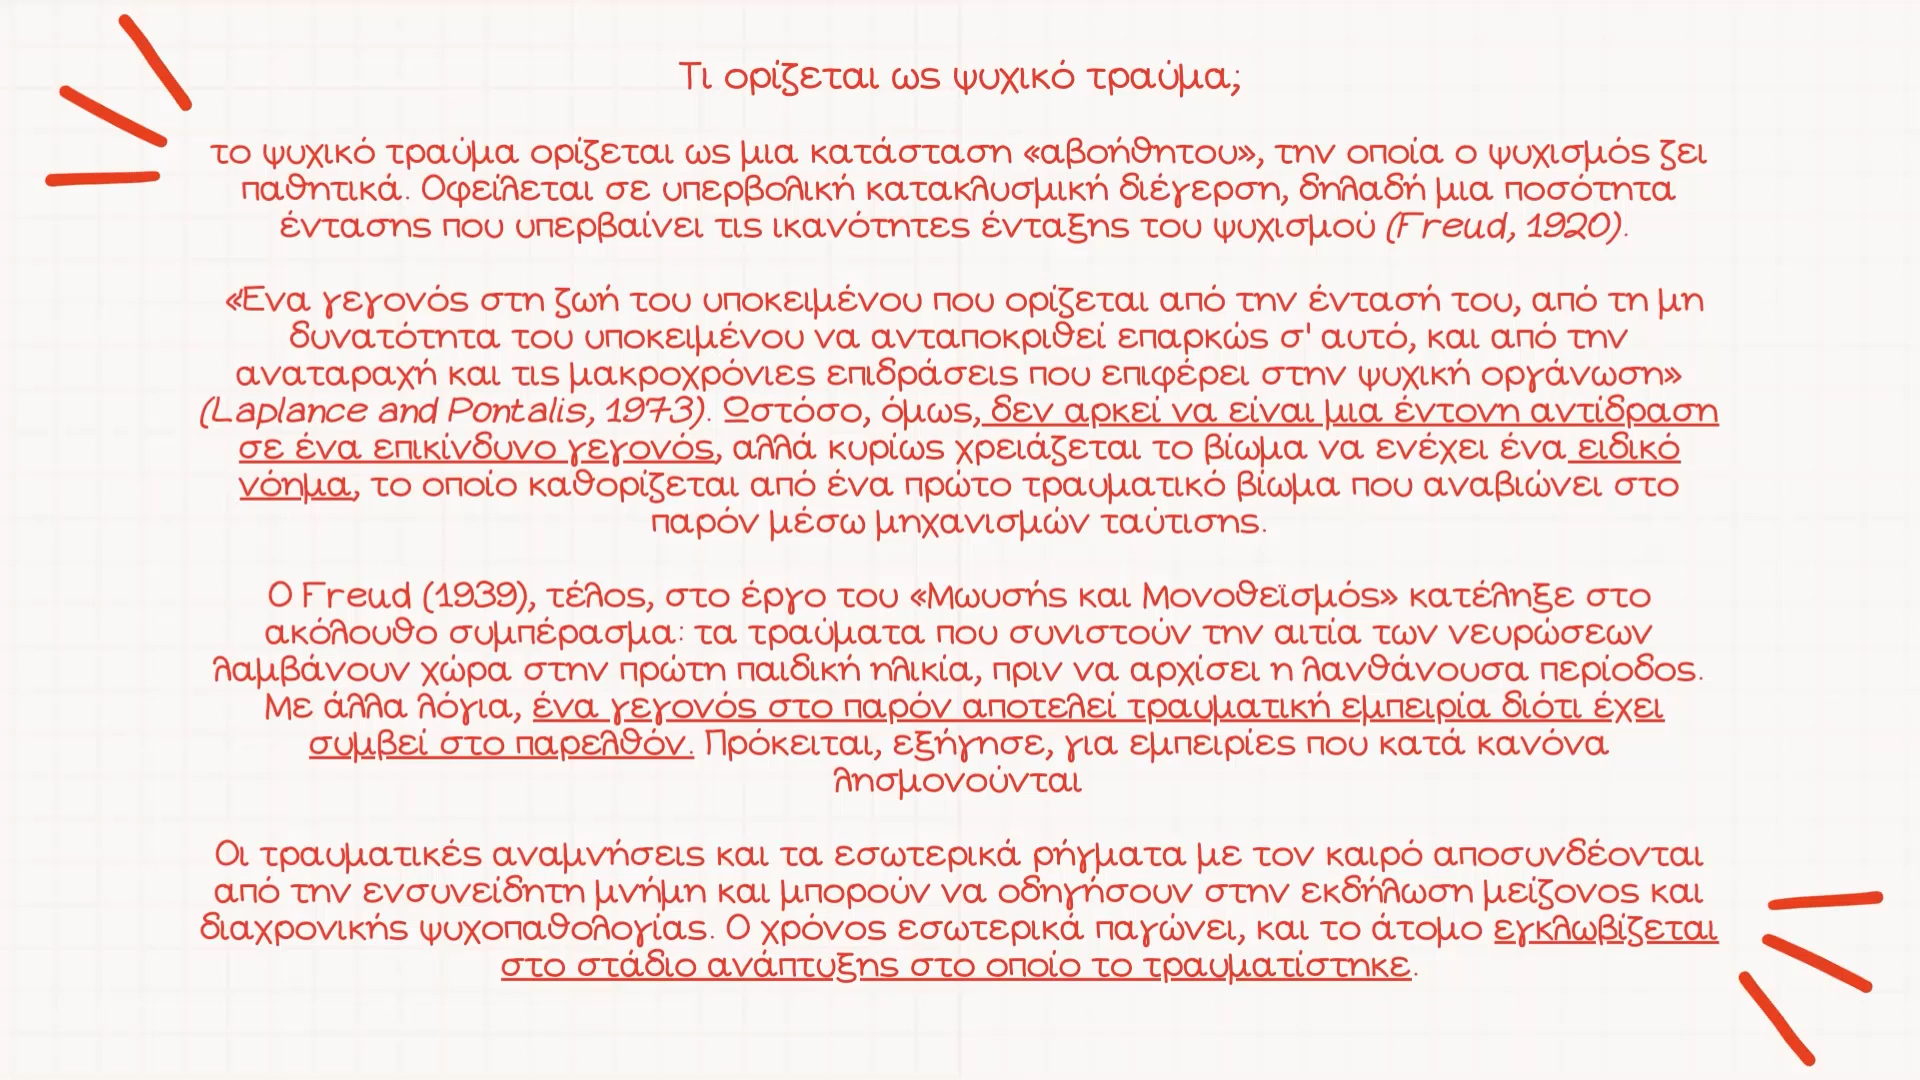 Τι ορίζεται ως ψυχικό τραύμα;
το ψυχικό τραύμα ορίζεται ως μια κατάσταση «αβοήθητου», την οποία ο ψυχισμός ζει
παθητικά. Οφείλεται σε υπερβολική κατακλυσμική διέγερση, δηλαδή μια ποσότητα
έντασης που υπερβαίνει τις ικανότητες ένταξης του ψυχισμού (Freud, 1920).
«Ένα γεγονός στη ζωή του υποκειμένου που ορίζεται από την έντασή του, από τη μη
δυνατότητα του υποκειμένου να ανταποκριθεί επαρκώς σ' αυτό, και από την
αναταραχή και τις μακροχρόνιες επιδράσεις που επιφέρει στην ψυχική οργάνωση»
(Laplance and Pontalis, 1973). Ωστόσο, όμως, δεν αρκεί να είναι μια έντονη αντίδραση
σε ένα επικίνδυνο γεγονός, αλλά κυρίως χρειάζεται το βίωμα να ενέχει ένα ειδικό
νόημα, το οποίο καθορίζεται από ένα πρώτο τραυματικό βίωμα που αναβιώνει στο
παρόν μέσω μηχανισμών ταύτισης.
Ο Freud (1939), τέλος, στο έργο του «Μωυσής και Μονοθεϊσμός» κατέληξε στο
ακόλουθο συμπέρασμα: τα τραύματα που συνιστούν την αιτία των νευρώσεων
λαμβάνουν χώρα στην πρώτη παιδική ηλικία, πριν να αρχίσει η λανθάνουσα περίοδος.
Με άλλα λόγια, ένα γεγονός στο παρόν αποτελεί τραυματική εμπειρία διότι έχει
συμβεί στο παρελθόν. Πρόκειται, εξήγησε, για εμπειρίες που κατά κανόνα
λησμονούνται
Οι τραυματικές αναμνήσεις και τα εσωτερικά ρήγματα με τον καιρό αποσυνδέονται
από την ενσυνείδητη μνήμη και μπορούν να οδηγήσουν στην εκδήλωση μείζονος και
διαχρονικής ψυχοπαθολογίας. Ο χρόνος εσωτερικά παγώνει, και το άτομο εγκλωβίζεται
στο στάδιο ανάπτυξης στο οποίο το τραυματίστηκε.